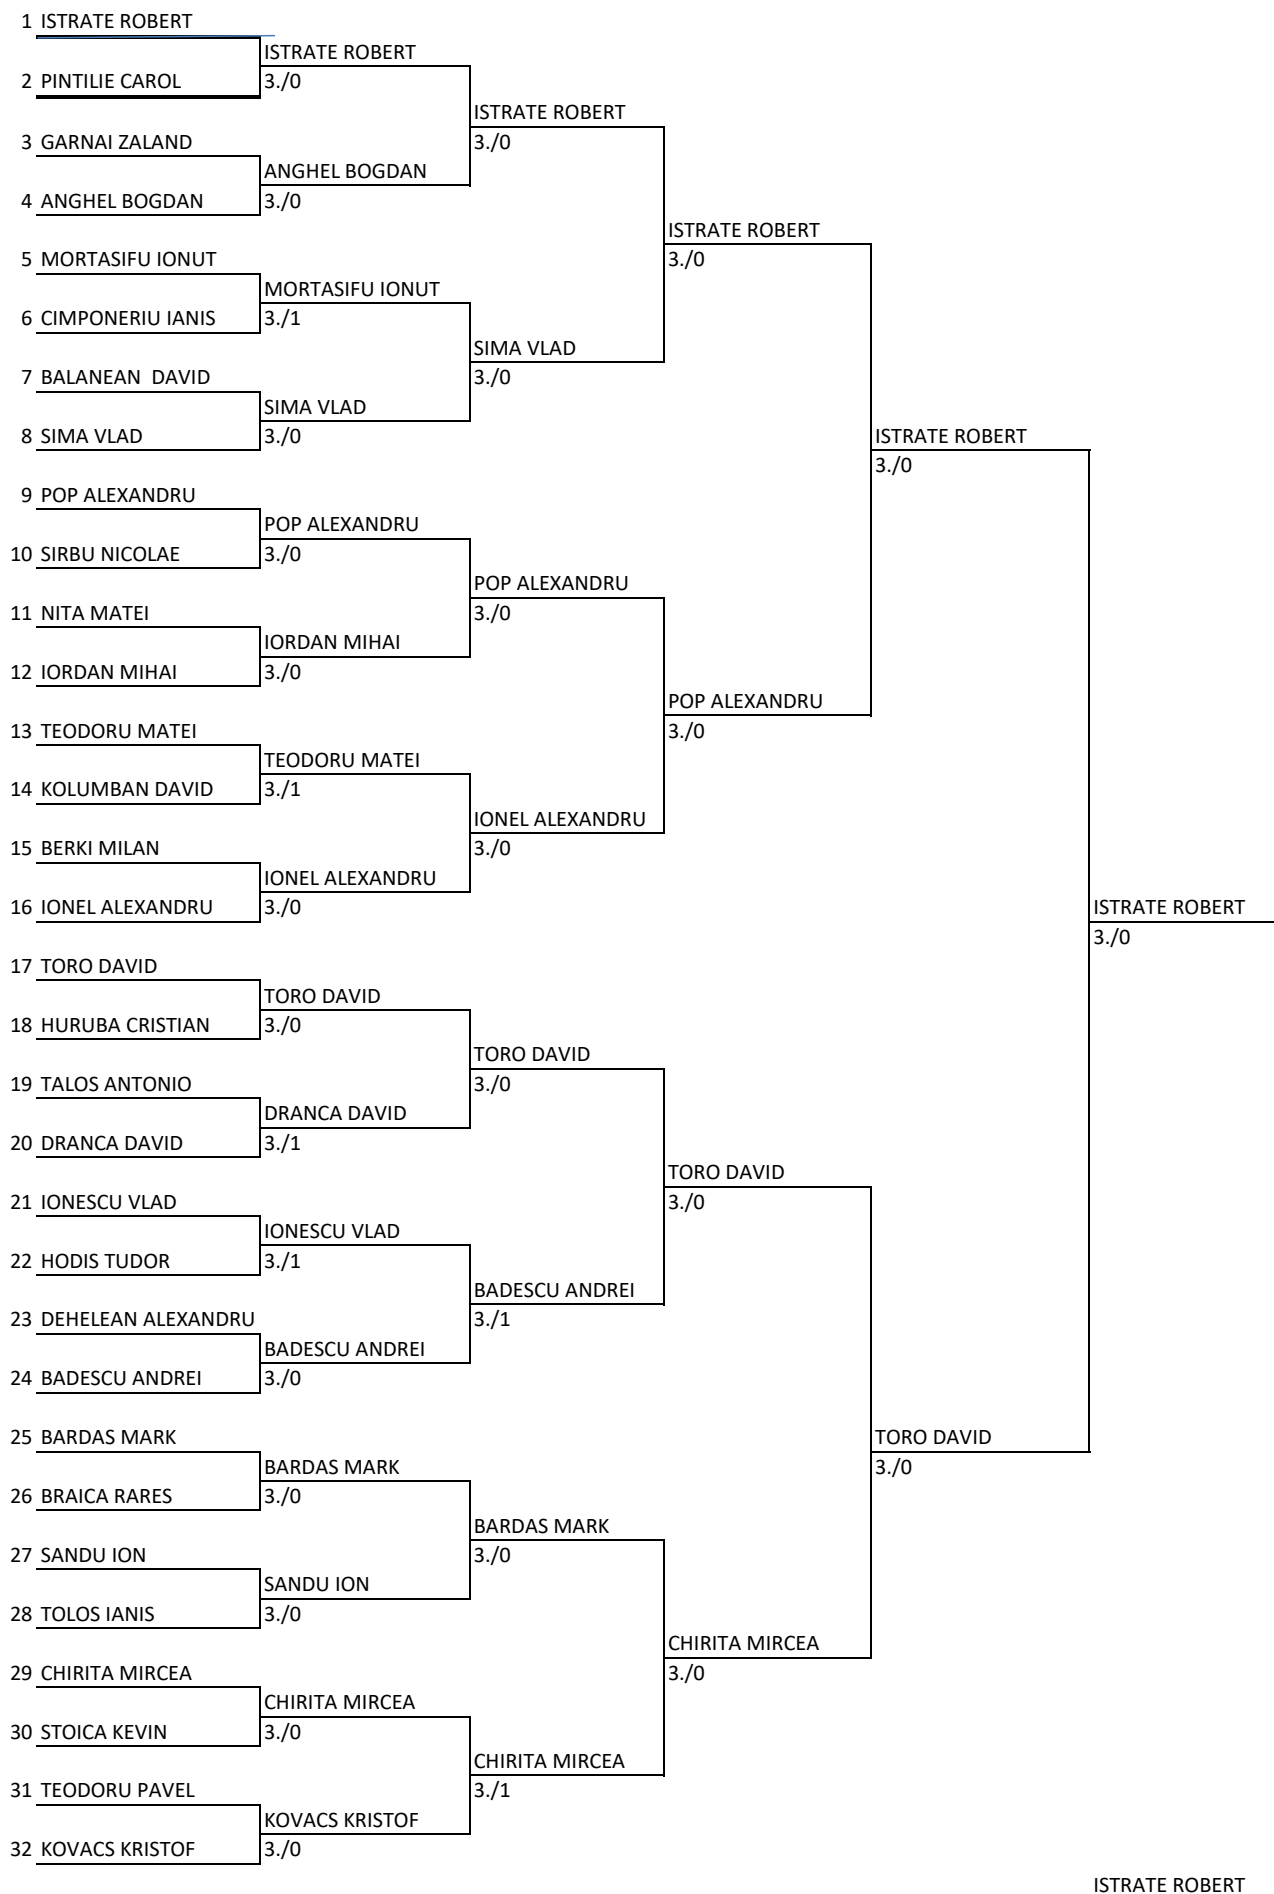 1 ISTRATE ROBERT
ISTRATE ROBERT
2 PINTILIE CAROL 3./0
ISTRATE ROBERT
3 GARNAI ZALAND 3./0
ANGHEL BOGDAN
4 ANGHEL BOGDAN 3./0
ISTRATE ROBERT
5 MORTASIFU IONUT 3./0
MORTASIFU IONUT
6 CIMPONERIU IANIS 3./1
SIMA VLAD
7 BALANEAN DAVID 3./0
SIMA VLAD
8 SIMA VLAD 3./0 ISTRATE ROBERT
3./0
9 POP ALEXANDRU
POP ALEXANDRU
10 SIRBU NICOLAE 3./0
POP ALEXANDRU
11 NITA MATEI 3./0
IORDAN MIHAI
12 IORDAN MIHAI 3./0
POP ALEXANDRU
13 TEODORU MATEI 3./0
TEODORU MATEI
14 KOLUMBAN DAVID 3./1
IONEL ALEXANDRU
15 BERKI MILAN 3./0
IONEL ALEXANDRU
16 IONEL ALEXANDRU 3./0 ISTRATE ROBERT
3./0
17 TORO DAVID
TORO DAVID
18 HURUBA CRISTIAN 3./0
TORO DAVID
19 TALOS ANTONIO 3./0
DRANCA DAVID
20 DRANCA DAVID 3./1
TORO DAVID
21 IONESCU VLAD 3./0
IONESCU VLAD
22 HODIS TUDOR 3./1
BADESCU ANDREI
23 DEHELEAN ALEXANDRU 3./1
BADESCU ANDREI
24 BADESCU ANDREI 3./0
25 BARDAS MARK TORO DAVID
BARDAS MARK 3./0
26 BRAICA RARES 3./0
BARDAS MARK
27 SANDU ION 3./0
SANDU ION
28 TOLOS IANIS 3./0
CHIRITA MIRCEA
29 CHIRITA MIRCEA 3./0
CHIRITA MIRCEA
30 STOICA KEVIN 3./0
CHIRITA MIRCEA
31 TEODORU PAVEL 3./1
KOVACS KRISTOF
32 KOVACS KRISTOF 3./0
ISTRATE ROBERT